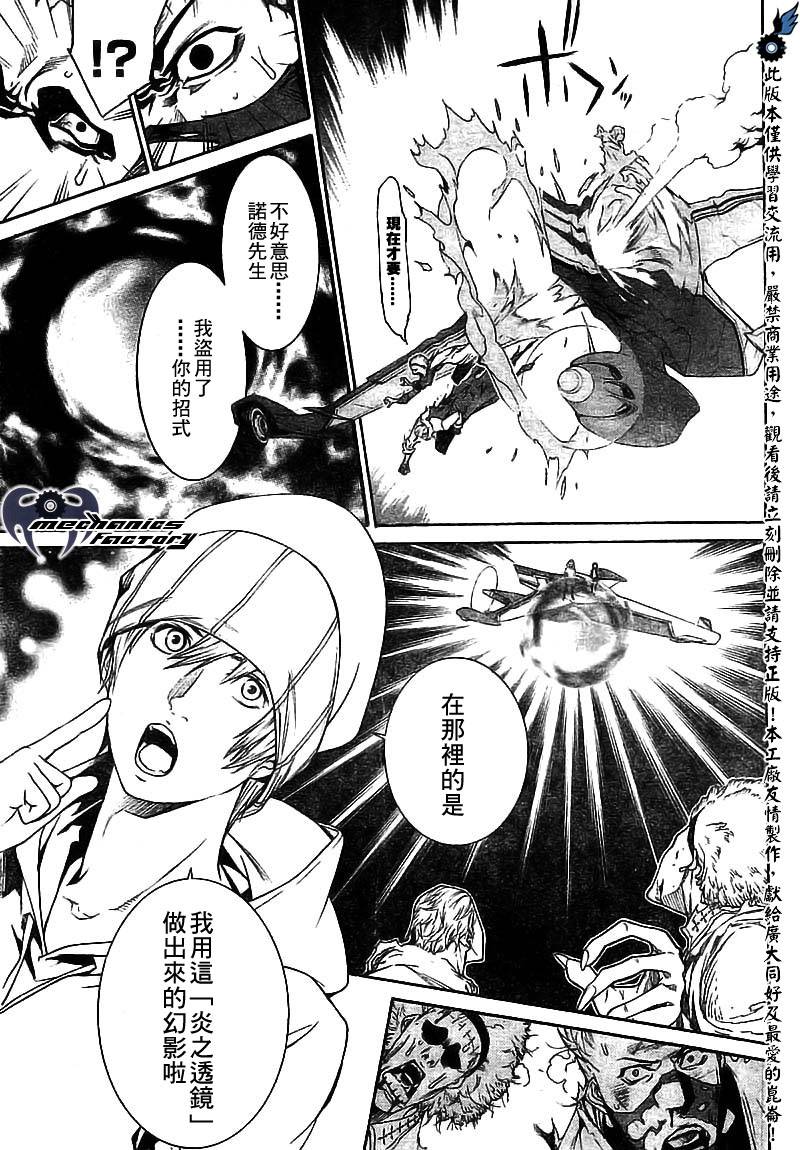 ボン
現在才要……
!?
不好意思……
諾德先生
我盜用了
……你的招式
mechanics
factory
在那裡的是
我用這「炎之透鏡」
做出來的幻影啦
此版本僅供學習交流用，嚴禁商業用途，觀看後請立刻刪除並請支持正版！本工廠友情製作，獻給廣大同好及最愛的崑崙！